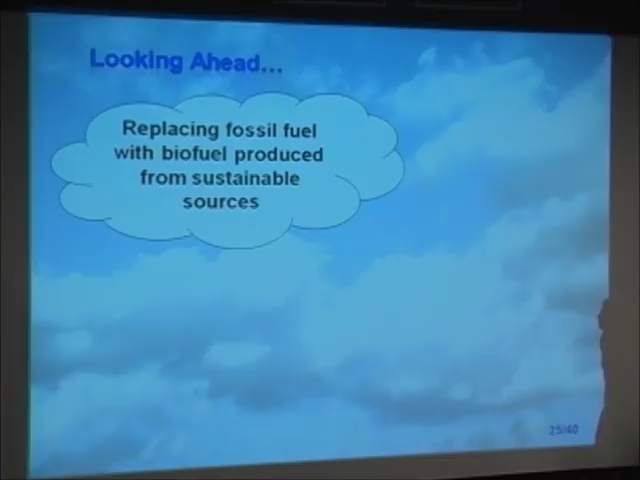 Looking Ahead...
Replacing fossil fuel
with biofuel produced
from sustainable
sources
25/40